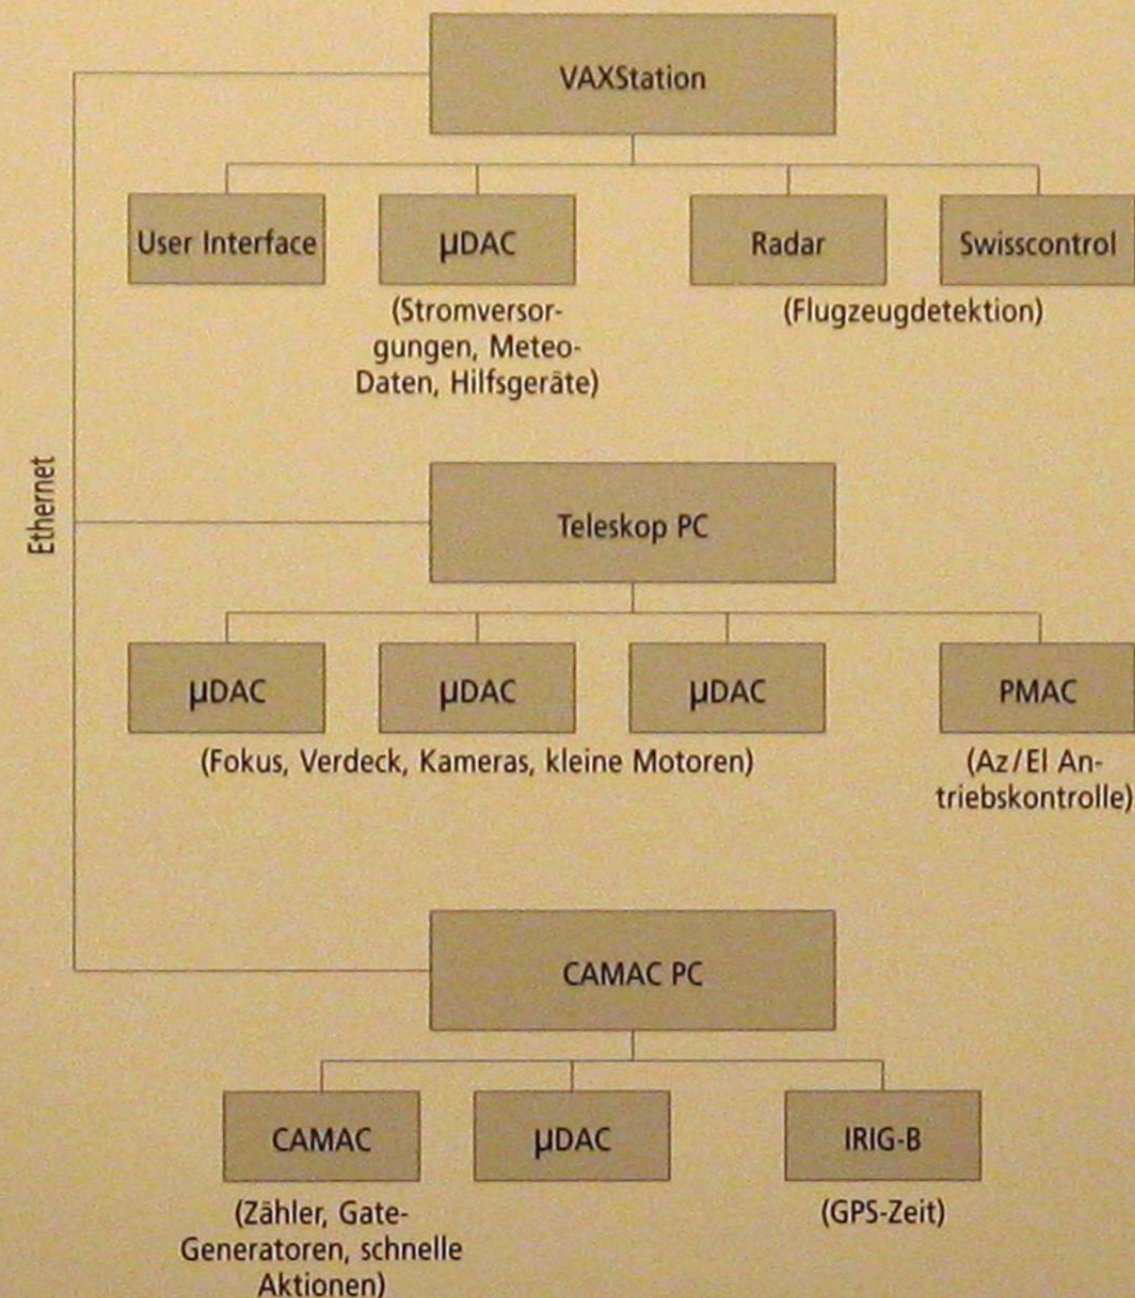 VAXStation
User Interface
µDAC
Radar
Swisscontrol
(Stromversor-
gungen, Meteo-
Daten, Hilfsgeräte)
(Flugzeugdetektion)
Ethernet
Teleskop PC
µDAC
µDAC
µDAC
PMAC
(Fokus, Verdeck, Kameras, kleine Motoren)
(Az/El An-
triebskontrolle)
CAMAC PC
CAMAC
µDAC
IRIG-B
(Zähler, Gate-
Generatoren, schnelle
Aktionen)
(GPS-Zeit)